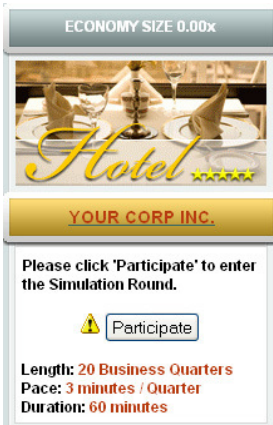 ECONOMY SIZE 0.00x
Hotel
YOUR CORP INC.
Please click 'Participate' to enter
the Simulation Round.
Participate
Length: 20 Business Quarters
Pace: 3 minutes / Quarter
Duration: 60 minutes